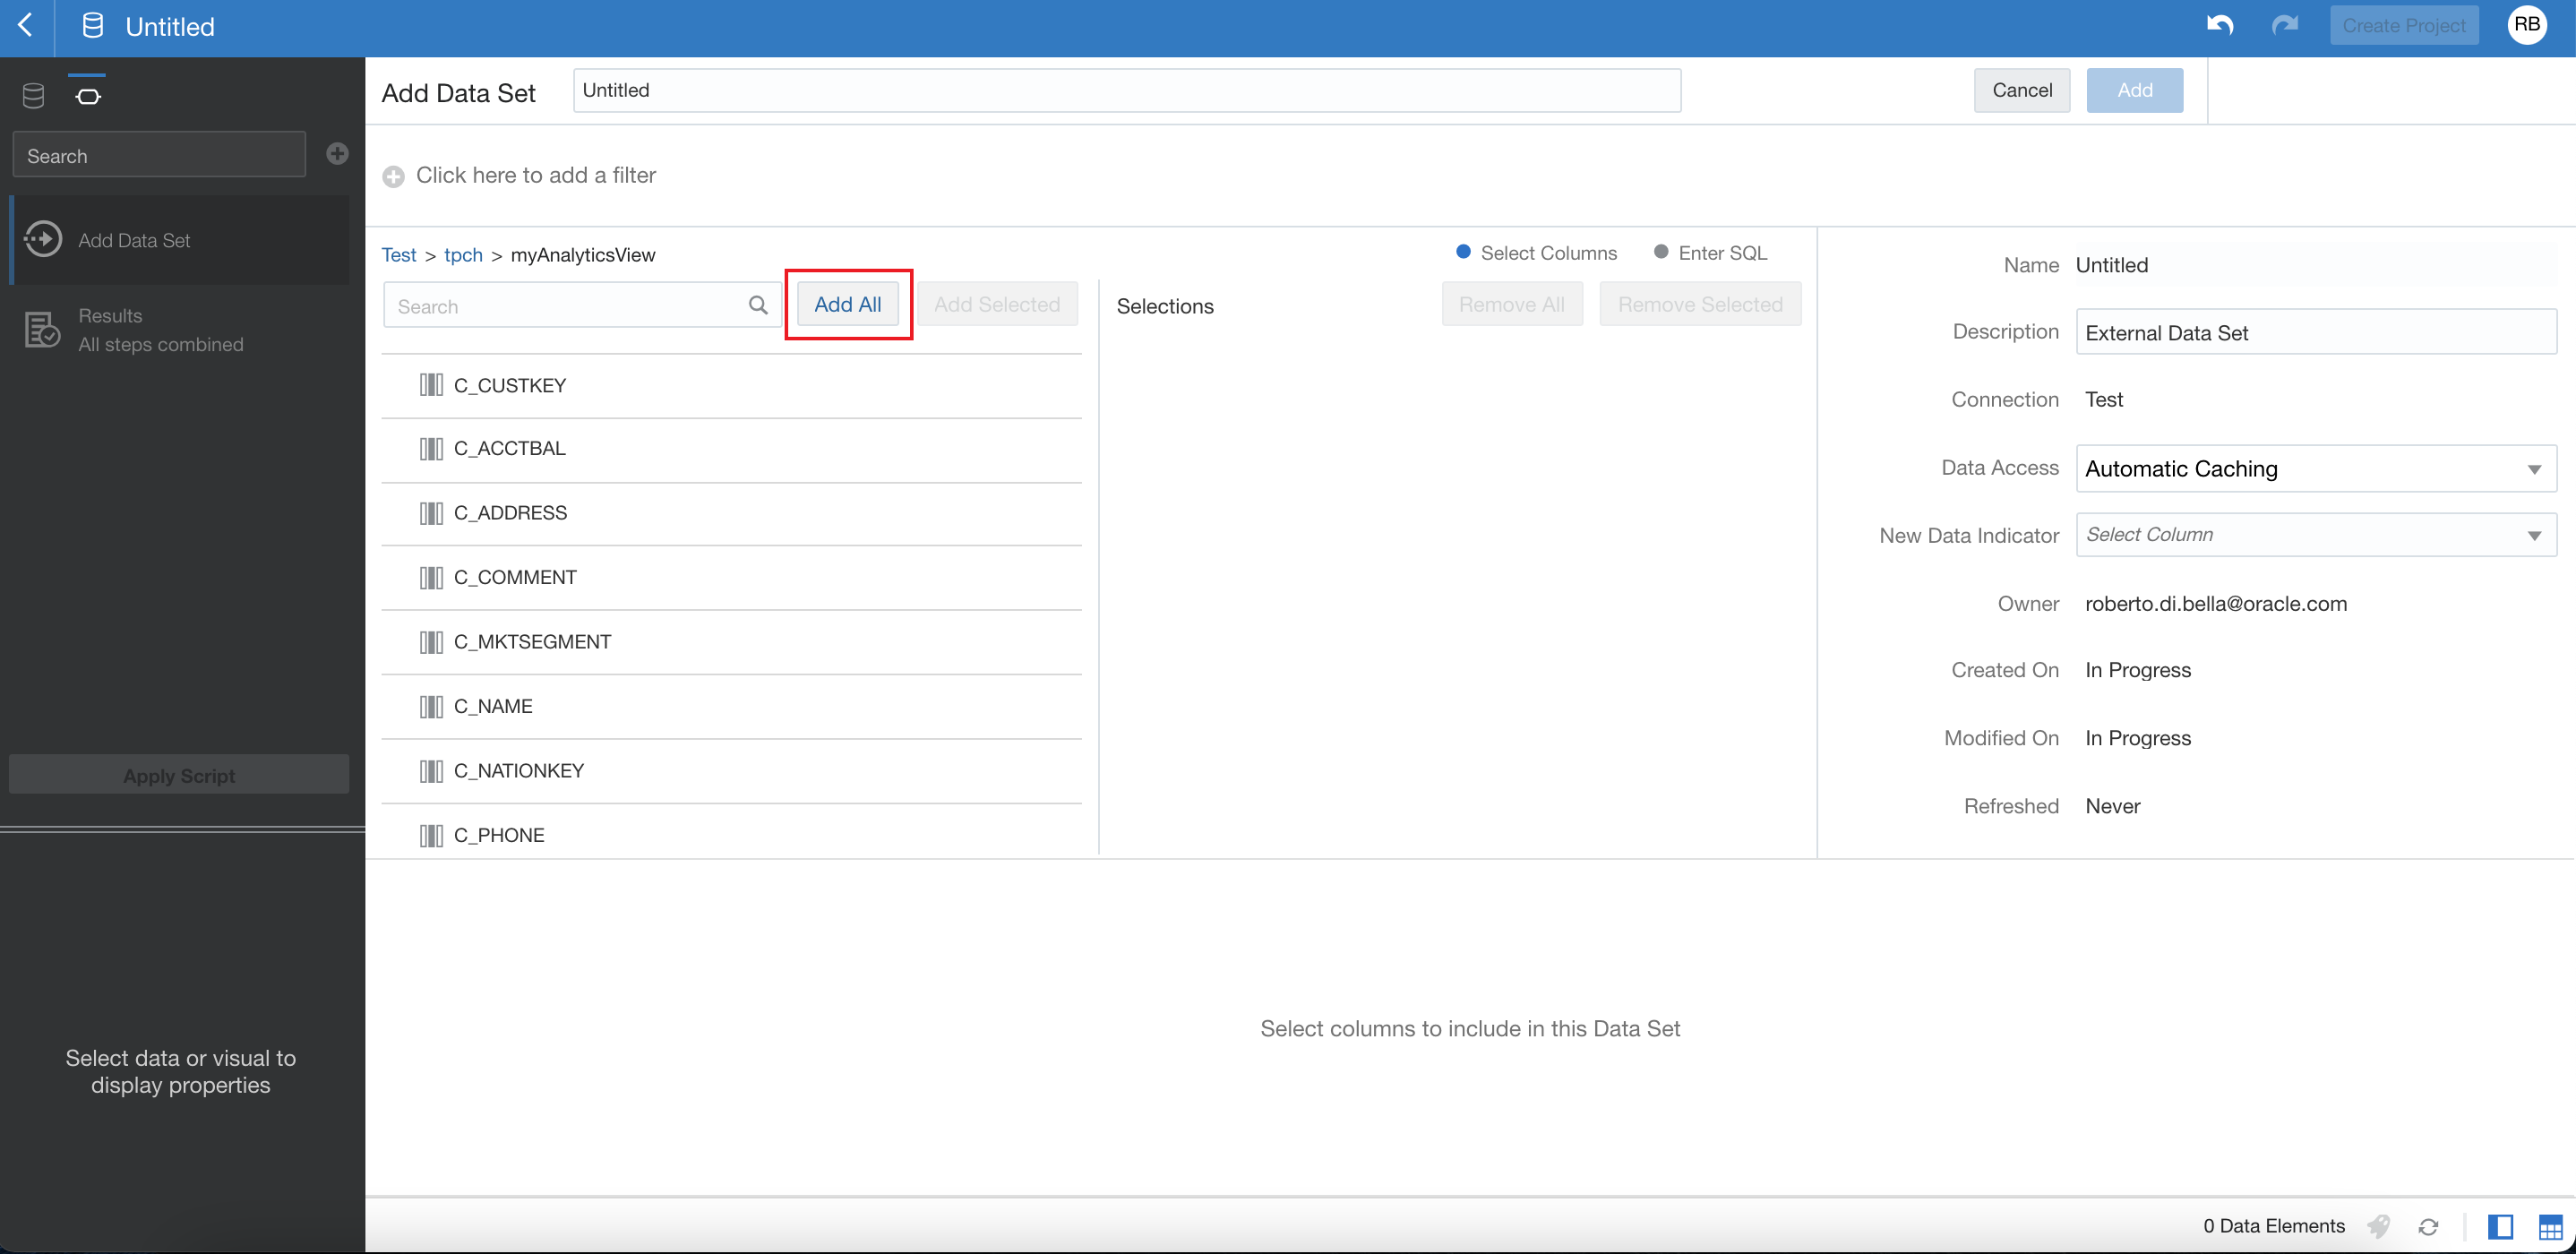 Untitled
Create Project
RB
Search
Add Data Set
Results
All steps combined
Apply Script
Select data or visual to
display properties
Add Data Set
Untitled
Cancel
Add
Click here to add a filter
Test > tpch > myAnalyticsView
Select Columns
Enter SQL
Search
Add All
Add Selected
Selections
Remove All
Remove Selected
C_CUSTKEY
C_ACCTBAL
C_ADDRESS
C_COMMENT
C_MKTSEGMENT
C_NAME
C_NATIONKEY
C_PHONE
Name Untitled
Description External Data Set
Connection Test
Data Access Automatic Caching
New Data Indicator Select Column
Owner roberto.di.bella@oracle.com
Created On In Progress
Modified On In Progress
Refreshed Never
Select columns to include in this Data Set
0 Data Elements